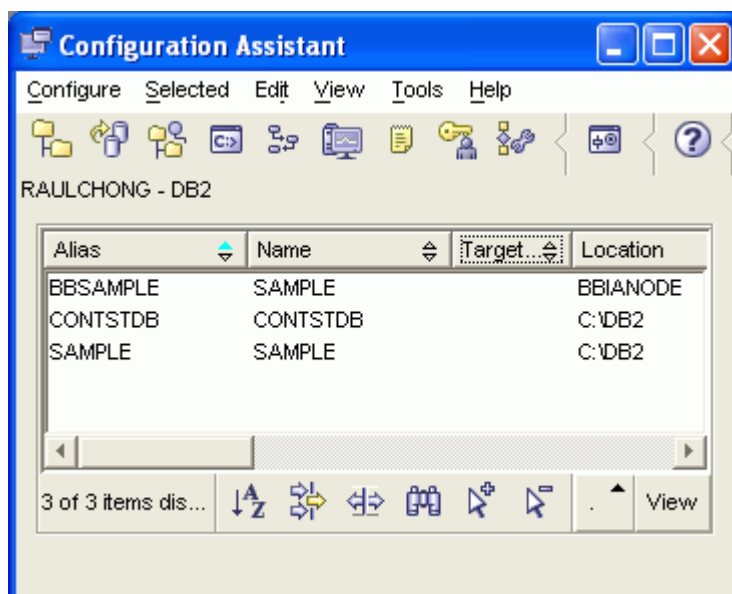 Configuration Assistant
Configure Selected Edit View Tools Help
C:>
RAULCHONG - DB2
Alias Name Target... Location
BBSAMPLE SAMPLE BBIANODE
CONTSTDB CONTSTDB C:\DB2
SAMPLE SAMPLE C:\DB2
3 of 3 items dis... A Z . View